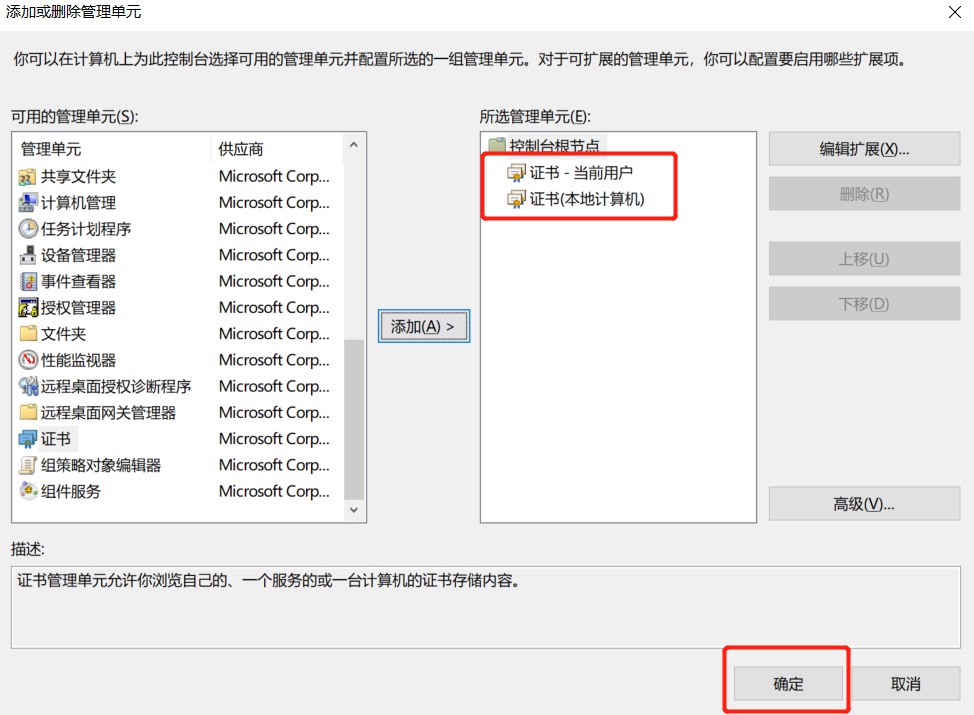 添加或删除管理单元
你可以在计算机上为此控制台选择可用的管理单元并配置所选的一组管理单元。对于可扩展的管理单元，你可以配置要启用哪些扩展项。
可用的管理单元(S):
管理单元 供应商
共享文件夹 Microsoft Corp...
计算机管理 Microsoft Corp...
任务计划程序 Microsoft Corp...
设备管理器 Microsoft Corp...
事件查看器 Microsoft Corp...
授权管理器 Microsoft Corp...
文件夹 Microsoft Corp...
性能监视器 Microsoft Corp...
远程桌面授权诊断程序 Microsoft Corp...
远程桌面网关管理器 Microsoft Corp...
证书 Microsoft Corp...
组策略对象编辑器 Microsoft Corp...
组件服务 Microsoft Corp...
添加(A) >
所选管理单元(E):
控制台根节点
证书 - 当前用户
证书(本地计算机)
编辑扩展(X)...
删除(R)
上移(U)
下移(D)
高级(V)...
描述:
证书管理单元允许你浏览自己的、一个服务的或一台计算机的证书存储内容。
确定
取消